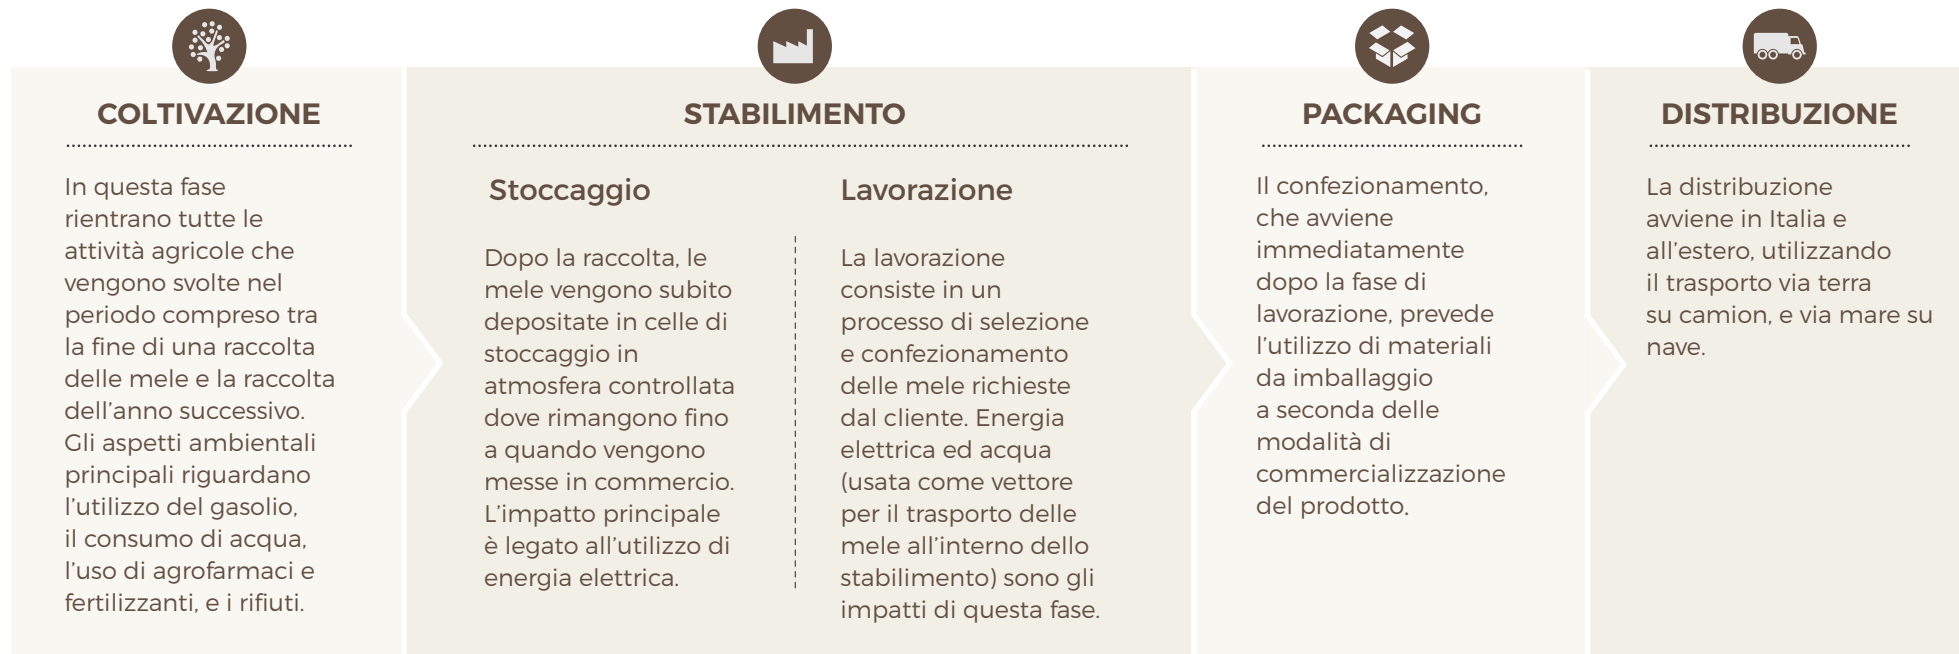 COLTIVAZIONE
In questa fase
rientrano tutte le
attività agricole che
vengono svolte nel
periodo compreso tra
la fine di una raccolta
delle mele e la raccolta
dell'anno successivo.
Gli aspetti ambientali
principali riguardano
l'utilizzo del gasolio,
il consumo di acqua,
l'uso di agrofarmaci e
fertilizzanti, e i rifiuti.
STABILIMENTO
Stoccaggio
Dopo la raccolta, le
mele vengono subito
depositate in celle di
stoccaggio in
atmosfera controllata
dove rimangono fino
a quando vengono
messe in commercio.
L'impatto principale
è legato all'utilizzo di
energia elettrica.
Lavorazione
La lavorazione
consiste in un
processo di selezione
e confezionamento
delle mele richieste
dal cliente. Energia
elettrica ed acqua
(usata come vettore
per il trasporto delle
mele all'interno dello
stabilimento) sono gli
impatti di questa fase.
PACKAGING
Il confezionamento,
che avviene
immediatamente
dopo la fase di
lavorazione, prevede
l'utilizzo di materiali
da imballaggio
a seconda delle
modalità di
commercializzazione
del prodotto.
DISTRIBUZIONE
La distribuzione
avviene in Italia e
all'estero, utilizzando
il trasporto via terra
su camion, e via mare su
nave.